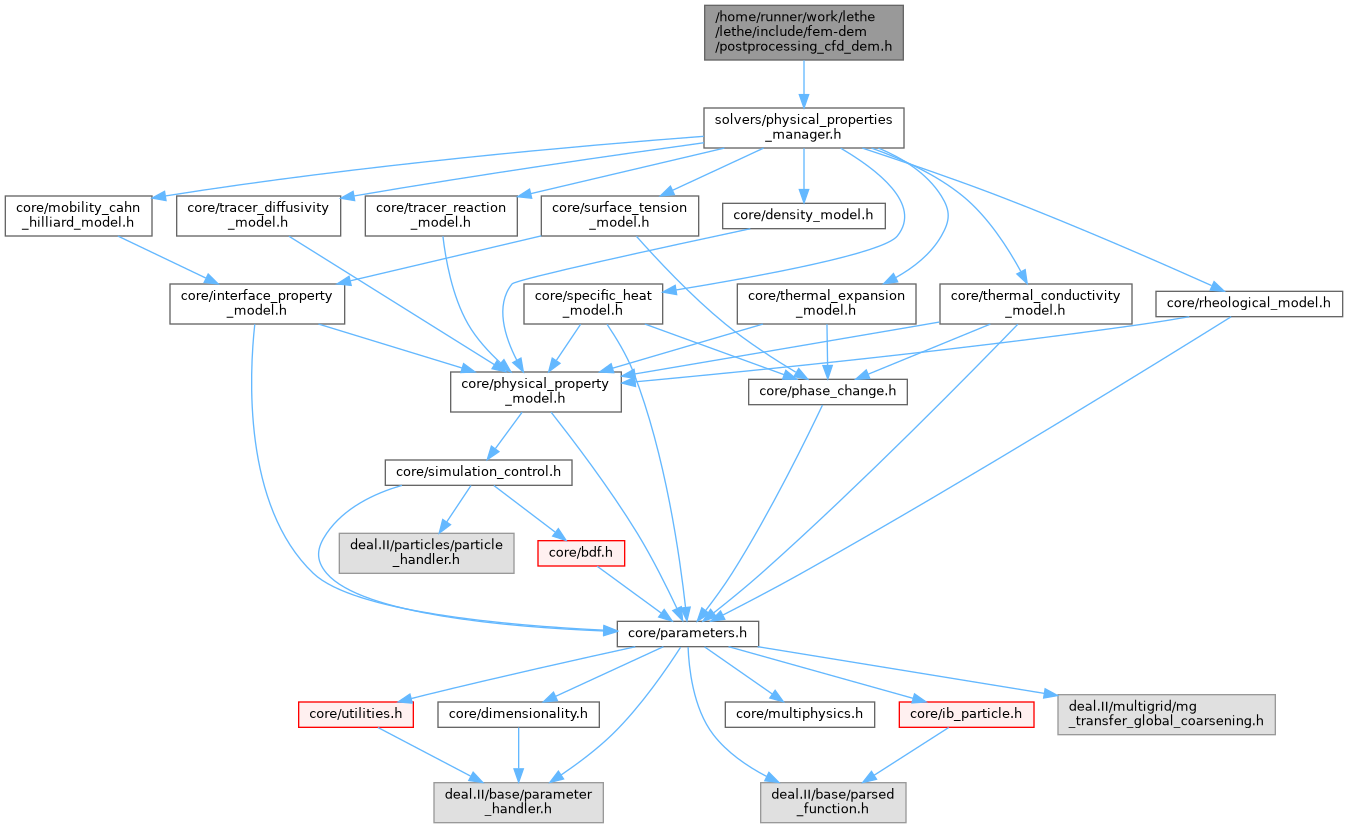 /home/runner/work/lethe
/lethe/include/fem-dem
/postprocessing_cfd_dem.h
solvers/physical_properties
_manager.h
core/mobility_cahn
_hilliard_model.h
core/tracer_diffusivity
_model.h
core/tracer_reaction
_model.h
core/surface_tension
_model.h
core/density_model.h
core/interface_property
_model.h
core/specific_heat
_model.h
core/thermal_expansion
_model.h
core/thermal_conductivity
_model.h
core/rheological_model.h
core/physical_property
_model.h
core/phase_change.h
core/simulation_control.h
deal.II/particles/particle
_handler.h
core/bdf.h
core/parameters.h
core/utilities.h
core/dimensionality.h
core/multiphysics.h
core/ib_particle.h
deal.II/multigrid/mg
_transfer_global_coarsening.h
deal.II/base/parameter
_handler.h
deal.II/base/parsed
_function.h